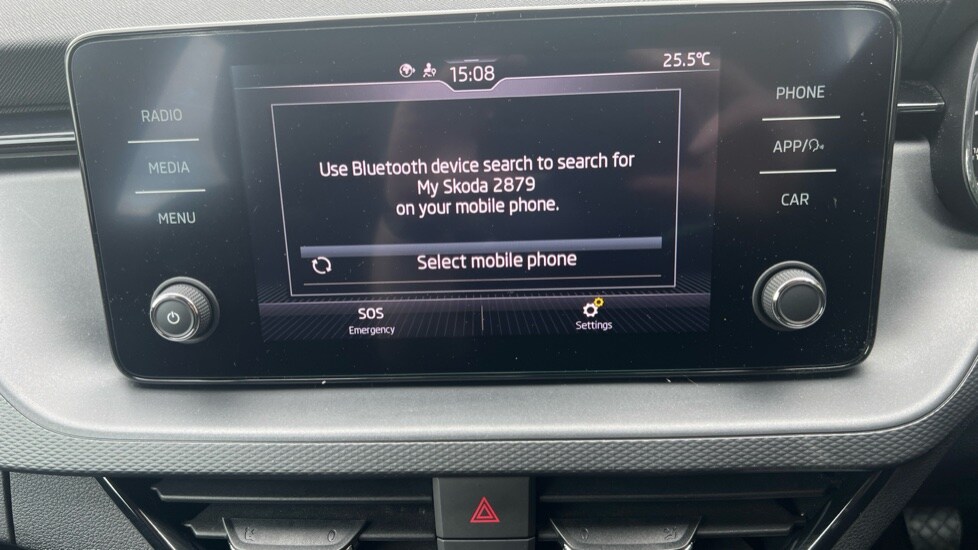 15:08
25.5°C
RADIO
MEDIA
MENU
Use Bluetooth device search to search for
My Skoda 2879
on your mobile phone.
Select mobile phone
SOS
Emergency
Settings
PHONE
APP/
CAR